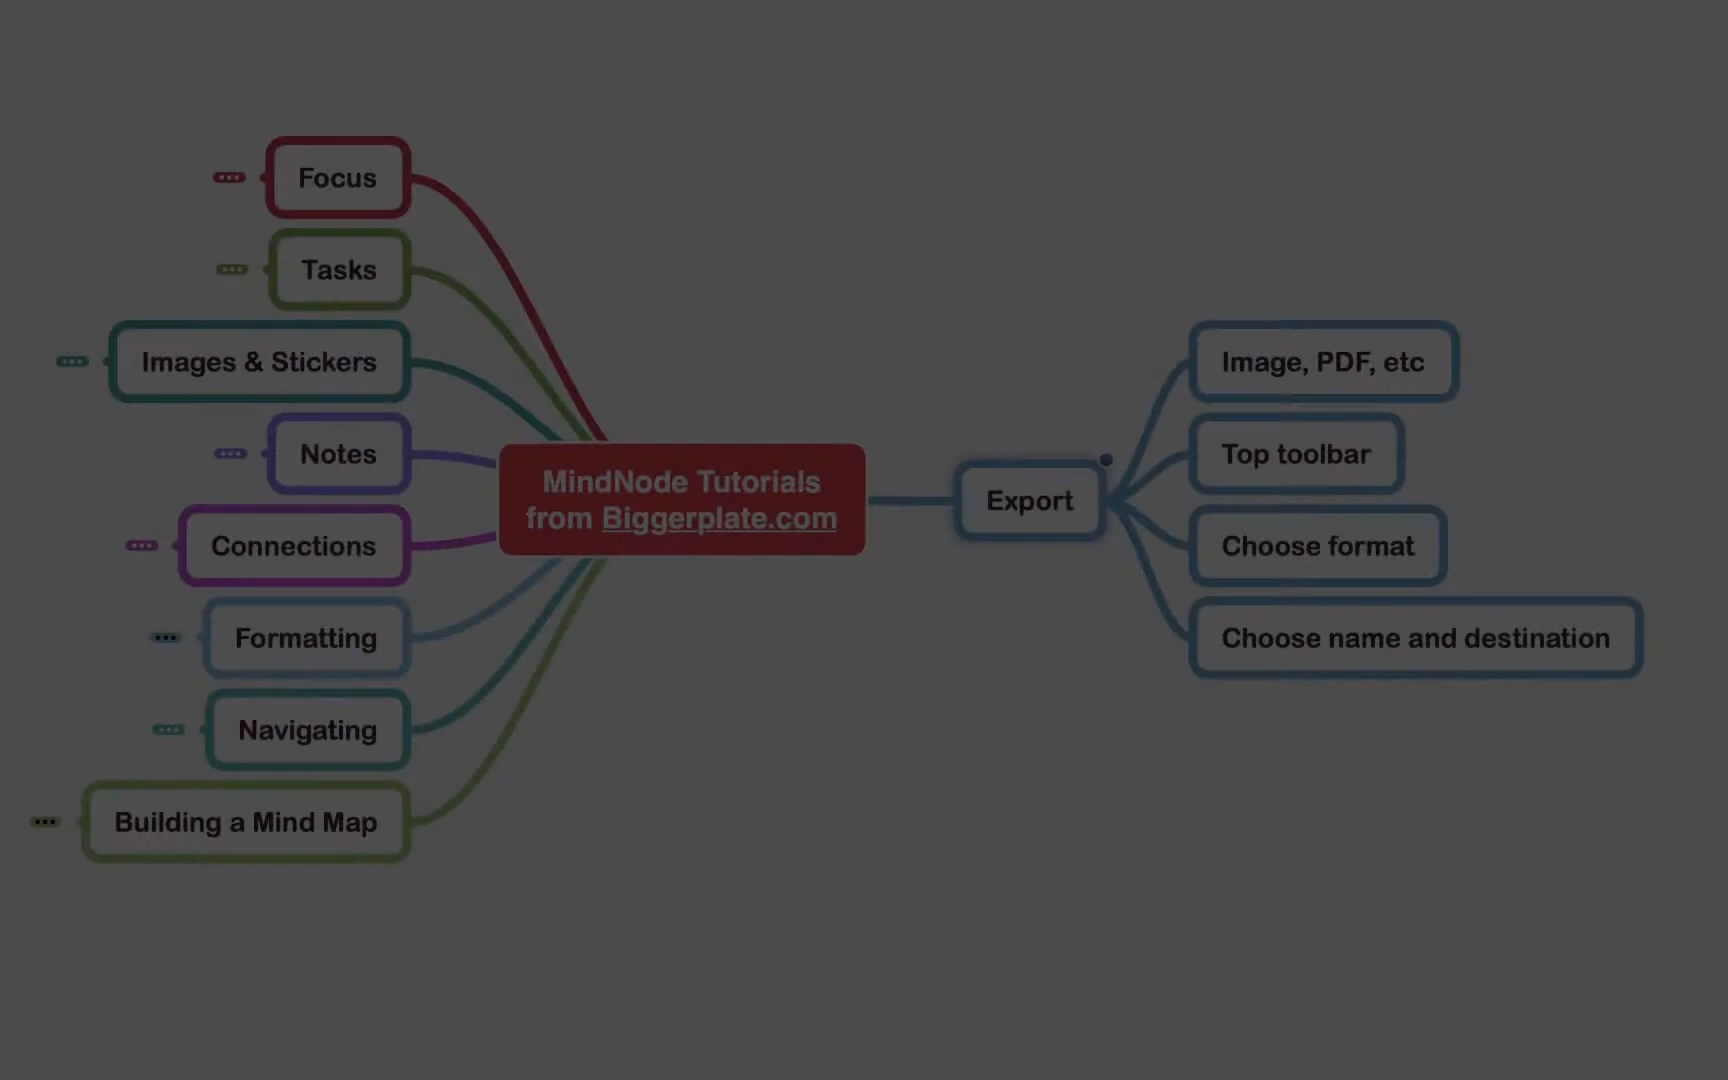 Focus
Tasks
Images & Stickers
Notes
Connections
Formatting
Navigating
Building a Mind Map
MindNode Tutorials
from Biggerplate.com
Export
Image, PDF, etc
Top toolbar
Choose format
Choose name and destination